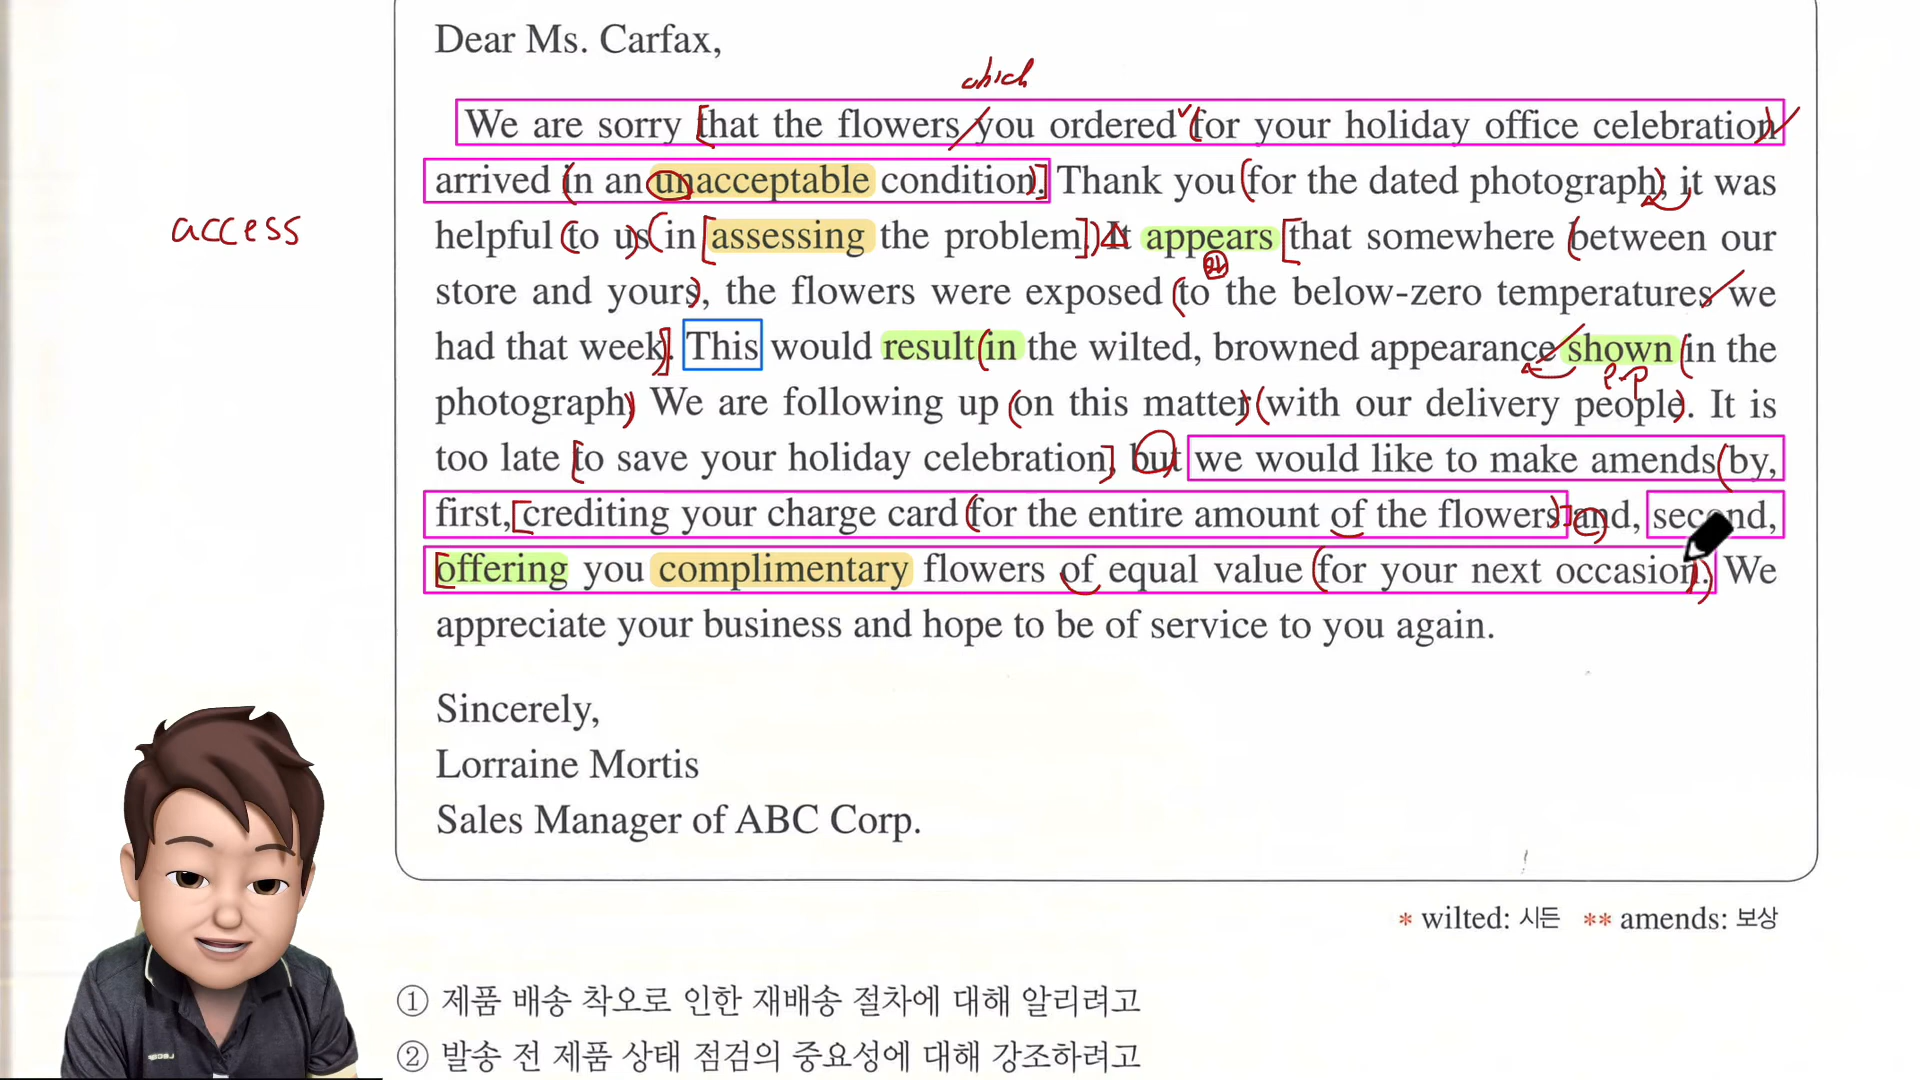 Dear Ms. Carfax,
which
We are sorry that the flowers you ordered for your holiday office celebration
arrived in an unacceptable condition. Thank you for the dated photograph; it was
access
helpful to us in assessing the problem. It appears that somewhere between our
store and yours, the flowers were exposed to the below-zero temperatures we
had that week. This would result in the wilted, browned appearance shown in the
p.p
photograph. We are following up on this matter with our delivery people. It is
too late to save your holiday celebration, but we would like to make amends by,
first, crediting your charge card for the entire amount of the flowers and, second,
offering you complimentary flowers of equal value for your next occasion. We
appreciate your business and hope to be of service to you again.
Sincerely,
Lorraine Mortis
Sales Manager of ABC Corp.
* wilted: 시든 ** amends: 보상
① 제품 배송 착오로 인한 재배송 절차에 대해 알리려고
② 발송 전 제품 상태 점검의 중요성에 대해 강조하려고